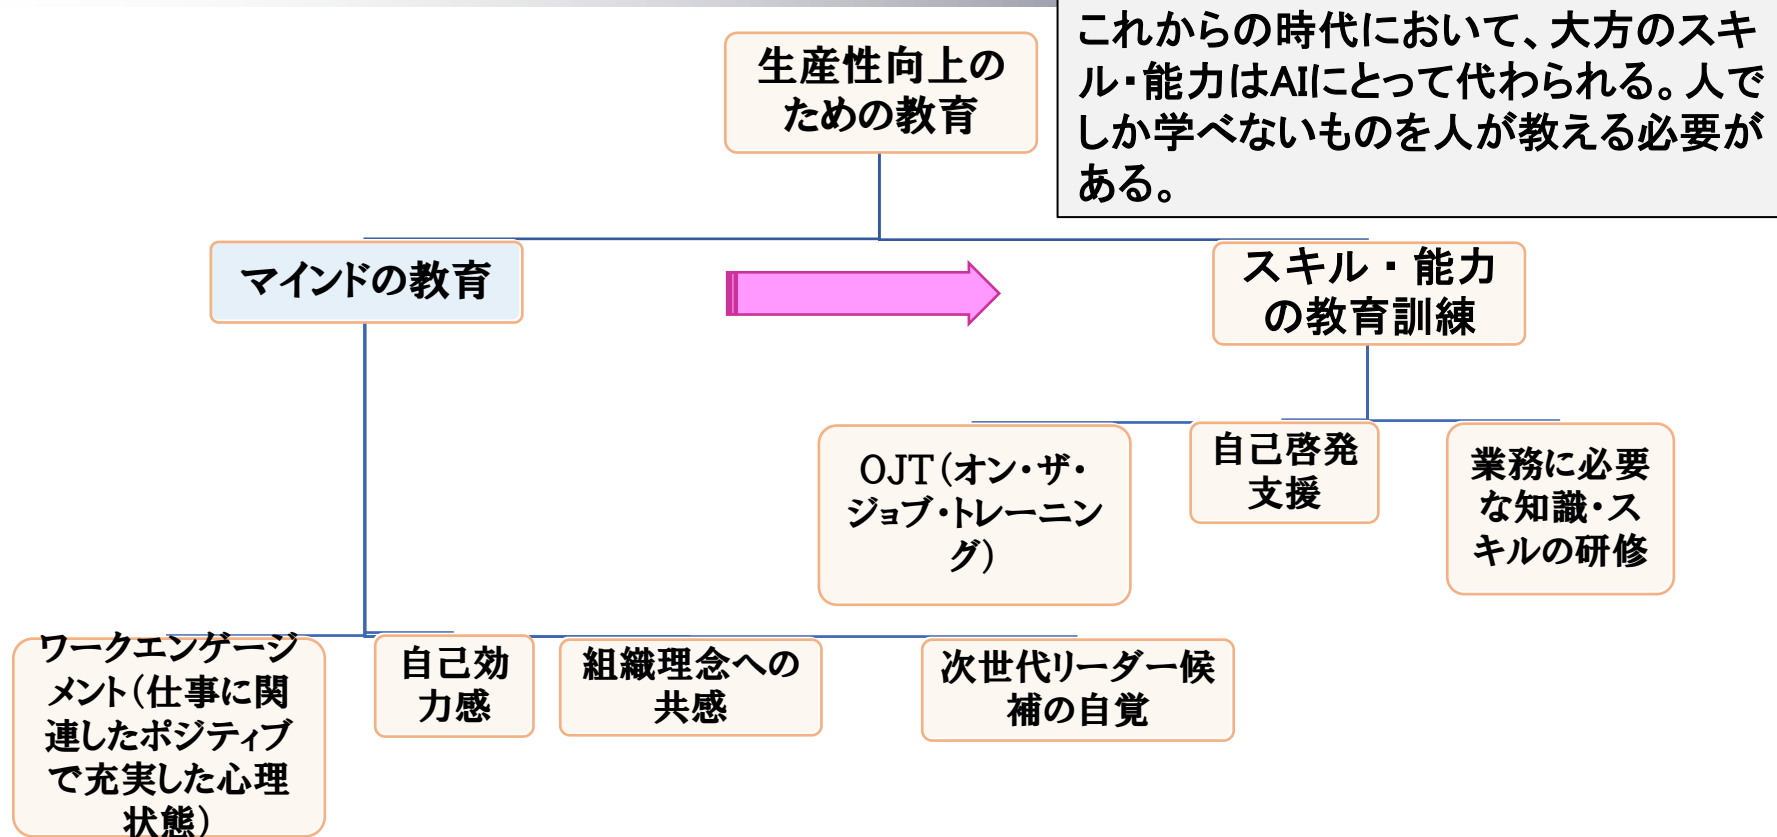 生産性向上の
ための教育
これからの時代において、大方のスキ
ル・能力はAIにとって代わられる。人で
しか学べないものを人が教える必要が
ある。
マインドの教育
スキル・能力
の教育訓練
OJT(オン・ザ・
ジョブ・トレーニン
グ)
自己啓発
支援
業務に必要
な知識・ス
キルの研修
ワークエンゲージ
メント(仕事に関
連したポジティブ
で充実した心理
状態)
自己効
力感
組織理念への
共感
次世代リーダー候
補の自覚